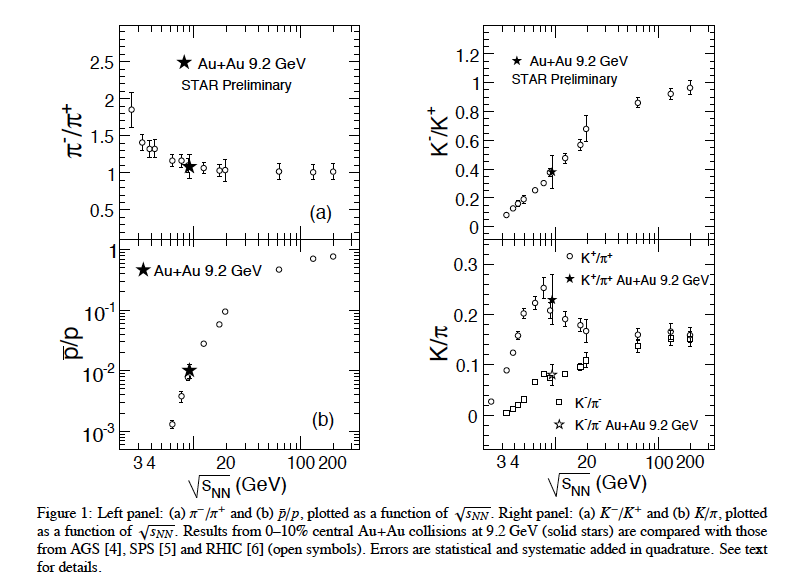 2.5
2
1.5
1
0.5
π⁻/π⁺
★ Au+Au 9.2 GeV
STAR Preliminary
(a)
1
10⁻¹
10⁻²
10⁻³
p̅/p
★ Au+Au 9.2 GeV
(b)
3 4 20 100 200
√sNN (GeV)
1.2
1
0.8
0.6
0.4
0.2
0
K⁻/K⁺
★ Au+Au 9.2 GeV
STAR Preliminary
0.3
0.2
0.1
0
K/π
○ K⁺/π⁺
★ K⁺/π⁺ Au+Au 9.2 GeV
□ K⁻/π⁻
☆ K⁻/π⁻ Au+Au 9.2 GeV
3 4 20 100 200
√sNN (GeV)
Figure 1: Left panel: (a) π⁻/π⁺ and (b) p̄/p, plotted as a function of √sNN. Right panel: (a) K⁻/K⁺ and (b) K/π, plotted
as a function of √sNN. Results from 0–10% central Au+Au collisions at 9.2 GeV (solid stars) are compared with those
from AGS [4], SPS [5] and RHIC [6] (open symbols). Errors are statistical and systematic added in quadrature. See text
for details.